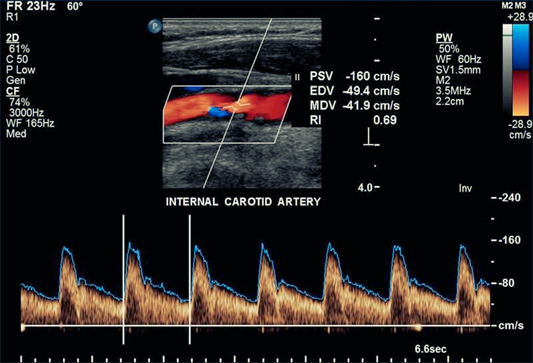 FR 23Hz 60°
R1
M2 M3
+28.9
P
2D
61%
C 50
P Low
Gen
CF
74%
3000Hz
WF 165Hz
Med
PW
50%
WF 60Hz
SV1.5mm
M2
3.5MHz
2.2cm
-28.9
cm/s
PSV -160 cm/s
EDV -49.4 cm/s
MDV -41.9 cm/s
RI 0.69
4.0
Inv
INTERNAL CAROTID ARTERY
-240
-160
-80
cm/s
6.6sec